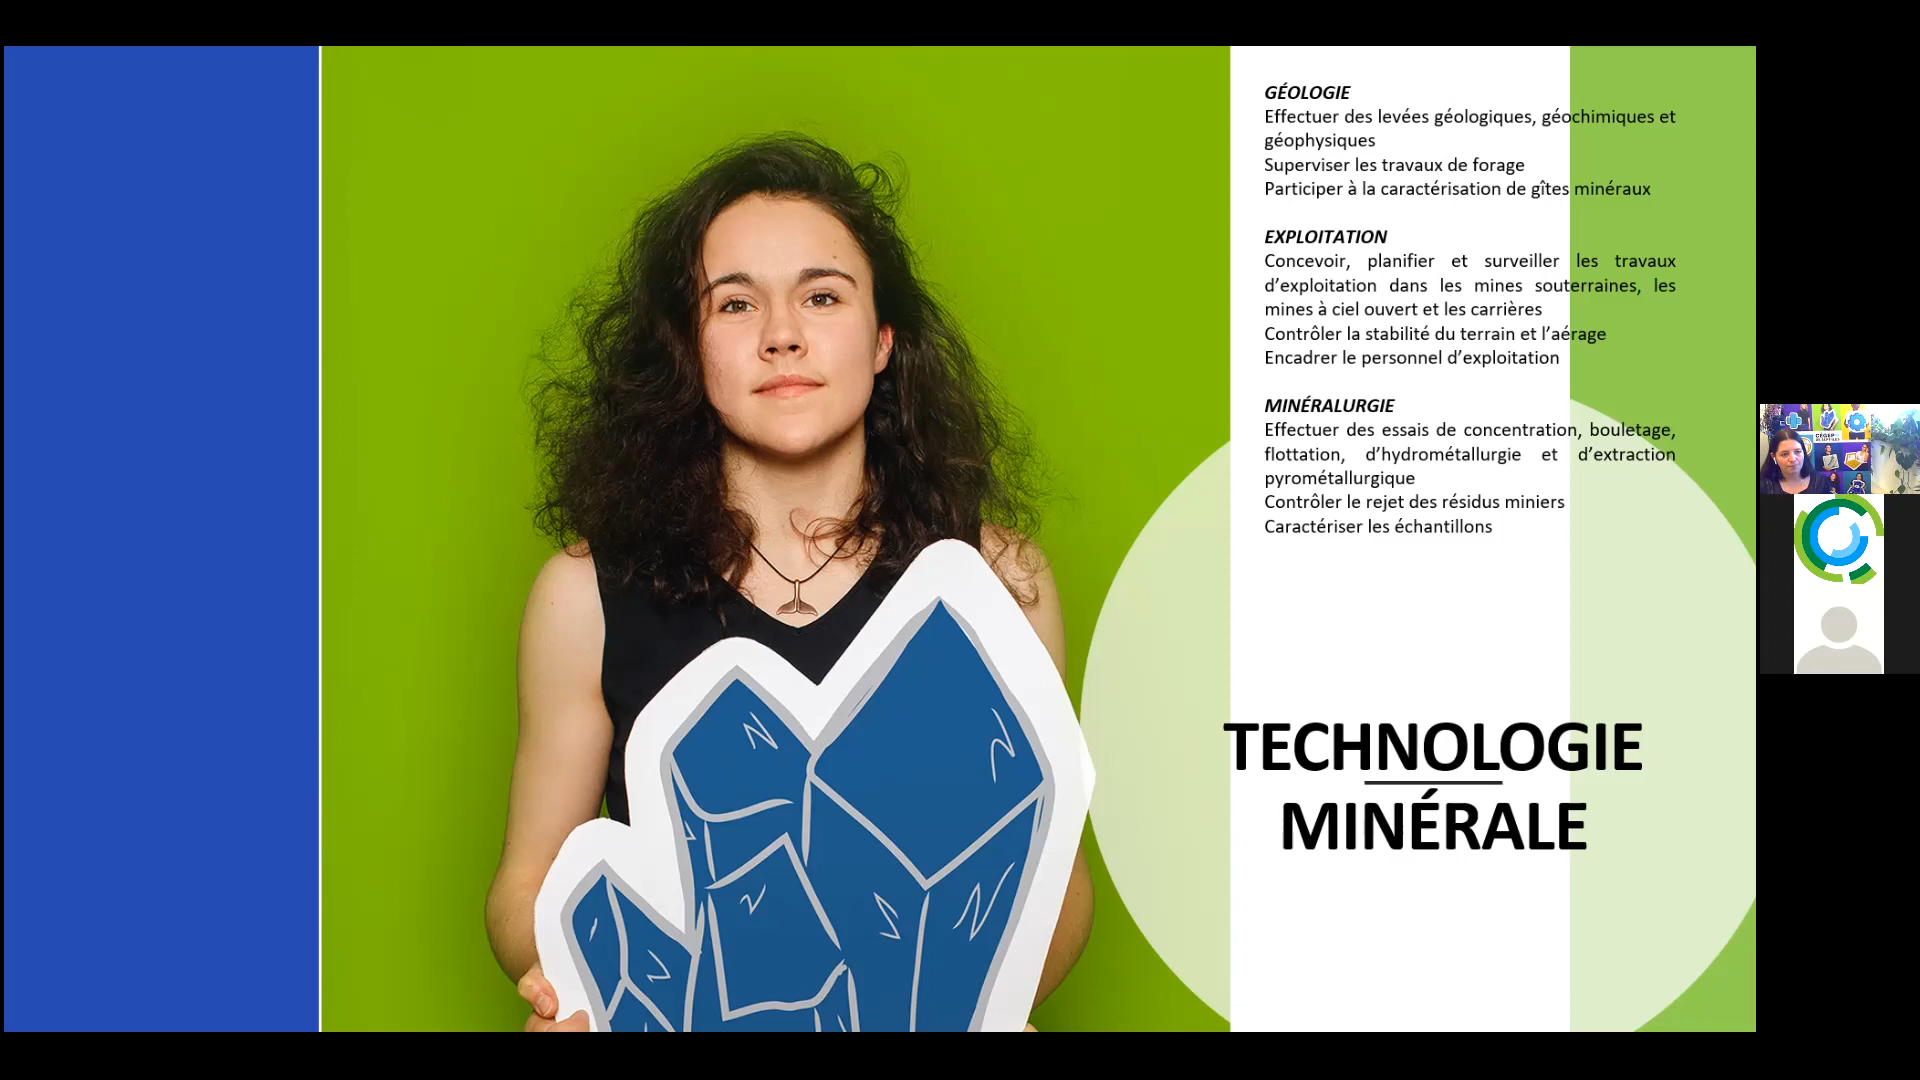 GÉOLOGIE
Effectuer des levées géologiques, géochimiques et
géophysiques
Superviser les travaux de forage
Participer à la caractérisation de gîtes minéraux
EXPLOITATION
Concevoir, planifier et surveiller les travaux
d’exploitation dans les mines souterraines, les
mines à ciel ouvert et les carrières
Contrôler la stabilité du terrain et l’aérage
Encadrer le personnel d’exploitation
MINÉRALURGIE
Effectuer des essais de concentration, bouletage,
flottation, d’hydrométallurgie et d’extraction
pyrométallurgique
Contrôler le rejet des résidus miniers
Caractériser les échantillons
TECHNOLOGIE
MINÉRALE
CÉGEP